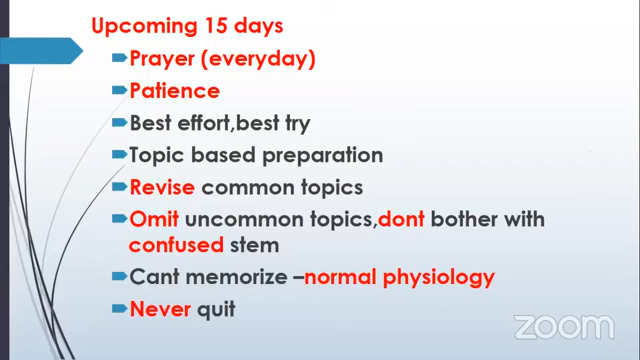 Upcoming 15 days
Prayer (everyday)
Patience
Best effort,best try
Topic based preparation
Revise common topics
Omit uncommon topics,dont bother with
confused stem
Cant memorize –normal physiology
Never quit
zoom